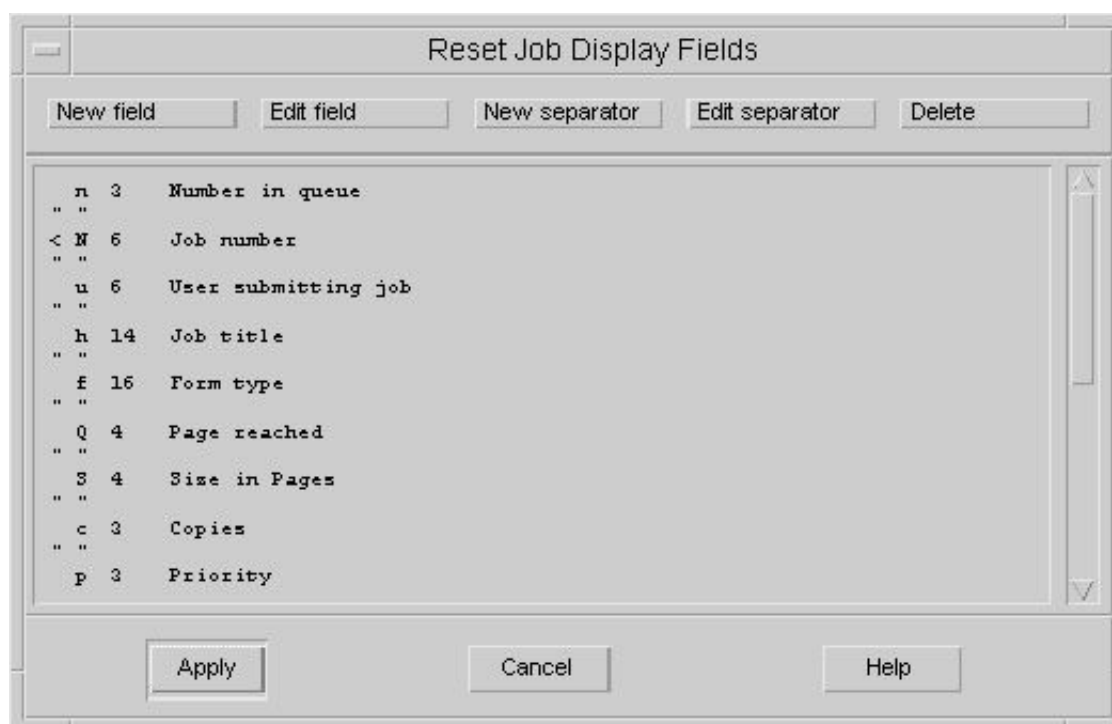 Reset Job Display Fields
New field Edit field New separator Edit separator Delete
n 3 Number in queue
" "
< N 6 Job number
" "
u 6 User submitting job
" "
h 14 Job title
" "
f 16 Form type
" "
Q 4 Page reached
" "
S 4 Size in Pages
" "
c 3 Copies
" "
p 3 Priority
Apply Cancel Help